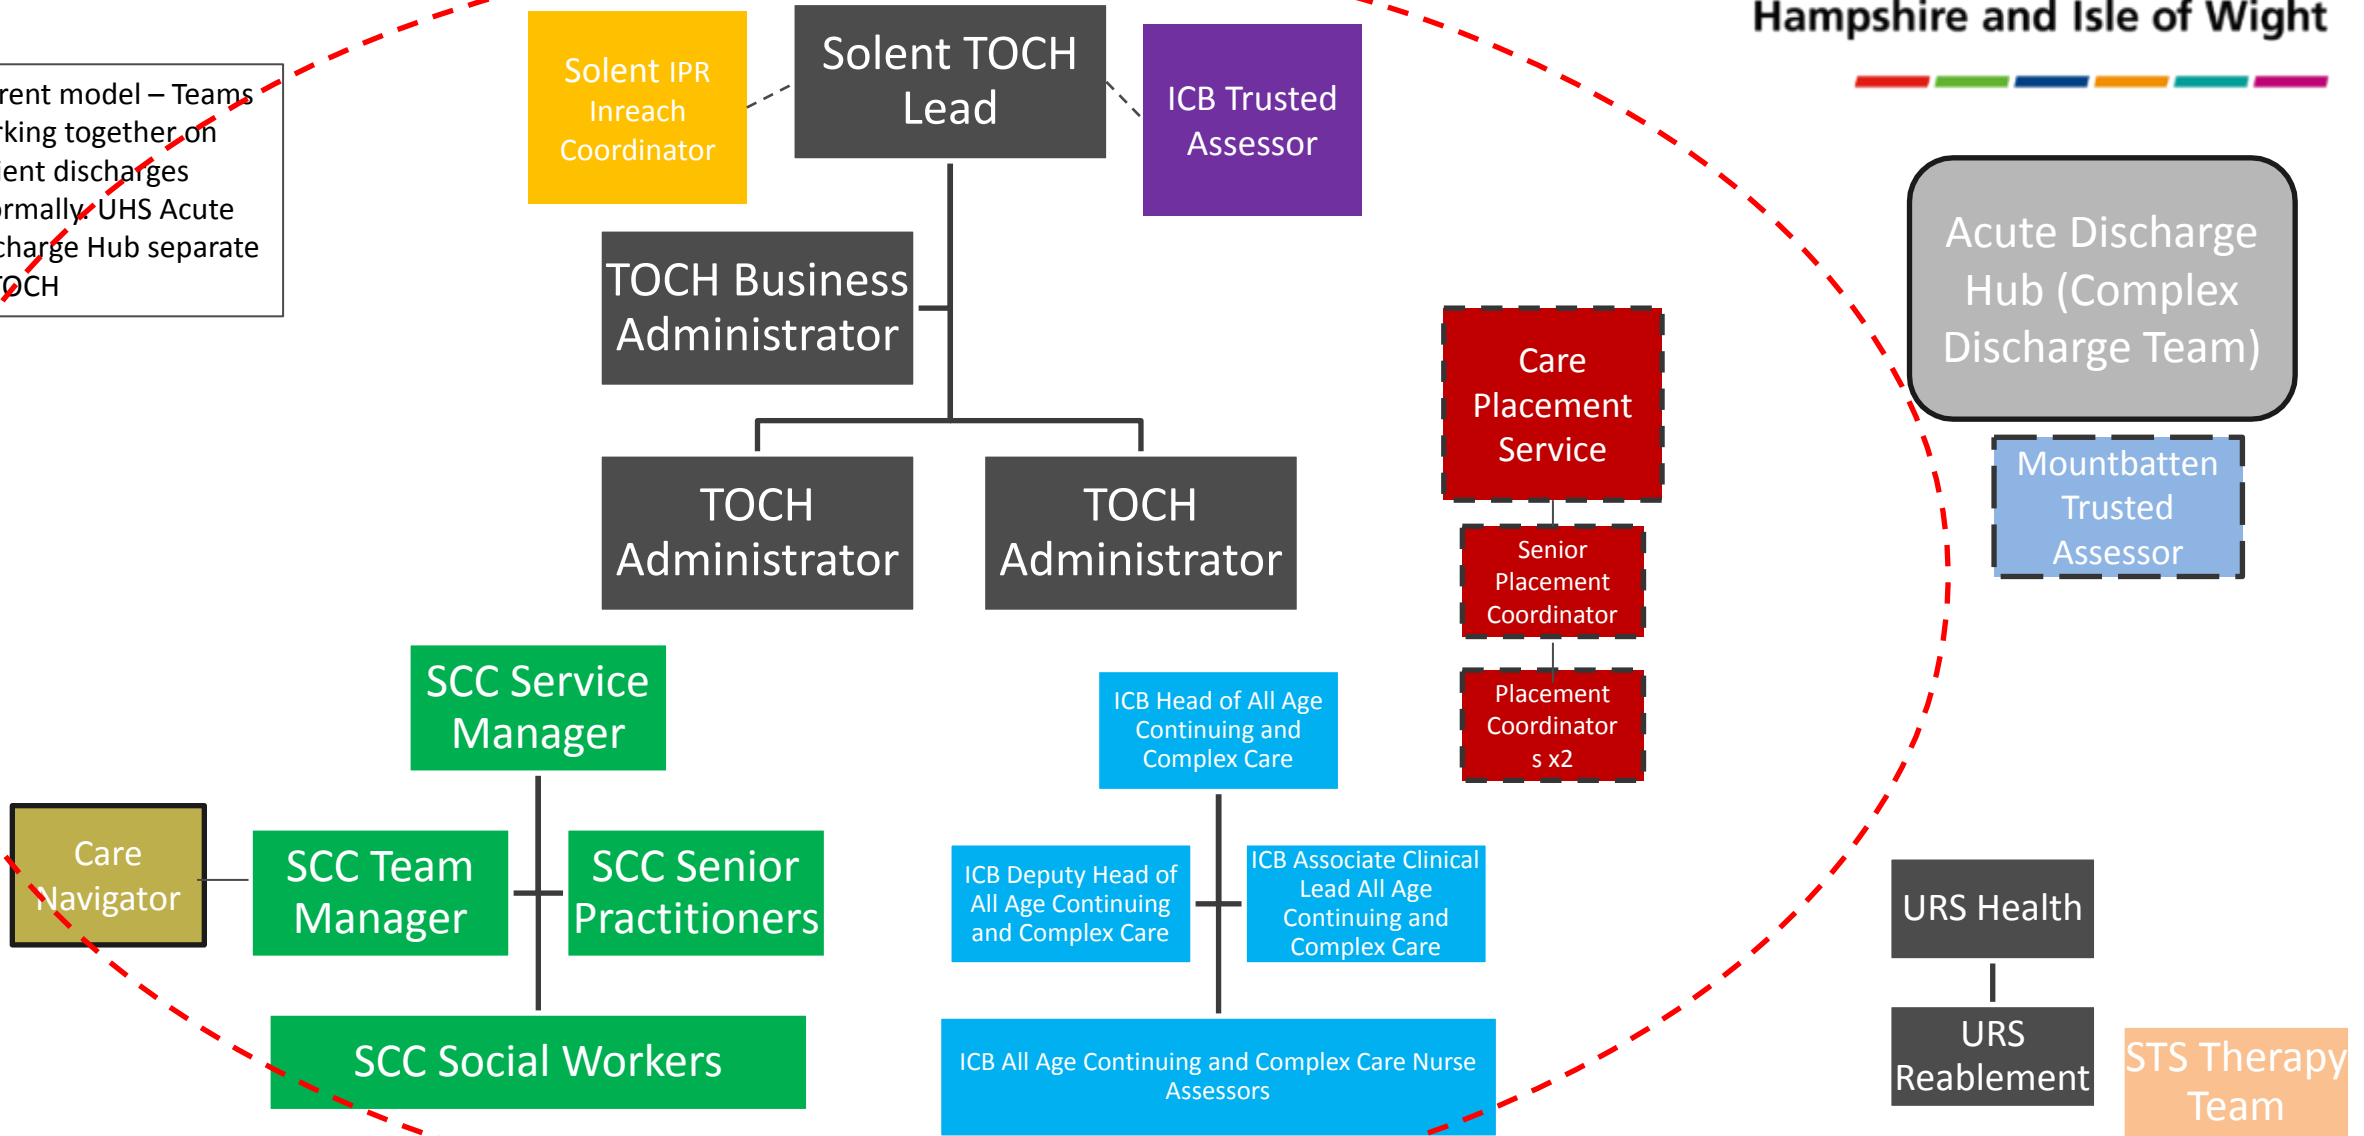 Hampshire and Isle of Wight
rent model – Teams
rking together on
ient discharges
ormally. UHS Acute
charge Hub separate
TOCH
Solent IPR
Inreach
Coordinator
Solent TOCH
Lead
ICB Trusted
Assessor
TOCH Business
Administrator
TOCH
Administrator
TOCH
Administrator
Care
Placement
Service
Senior
Placement
Coordinator
Placement
Coordinator
s x2
Acute Discharge
Hub (Complex
Discharge Team)
Mountbatten
Trusted
Assessor
SCC Service
Manager
Care
Navigator
SCC Team
Manager
SCC Senior
Practitioners
SCC Social Workers
ICB Head of All Age
Continuing and
Complex Care
ICB Deputy Head of
All Age Continuing
and Complex Care
ICB Associate Clinical
Lead All Age
Continuing and
Complex Care
ICB All Age Continuing and Complex Care Nurse
Assessors
URS Health
URS
Reablement
STS Therapy
Team